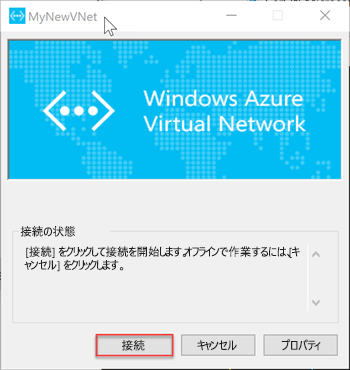 MyNewVNet
Windows Azure
Virtual Network
接続の状態
[接続] をクリックして接続を開始します。オフラインで作業するには、[キ
ャンセル] をクリックします。
接続
キャンセル
プロパティ